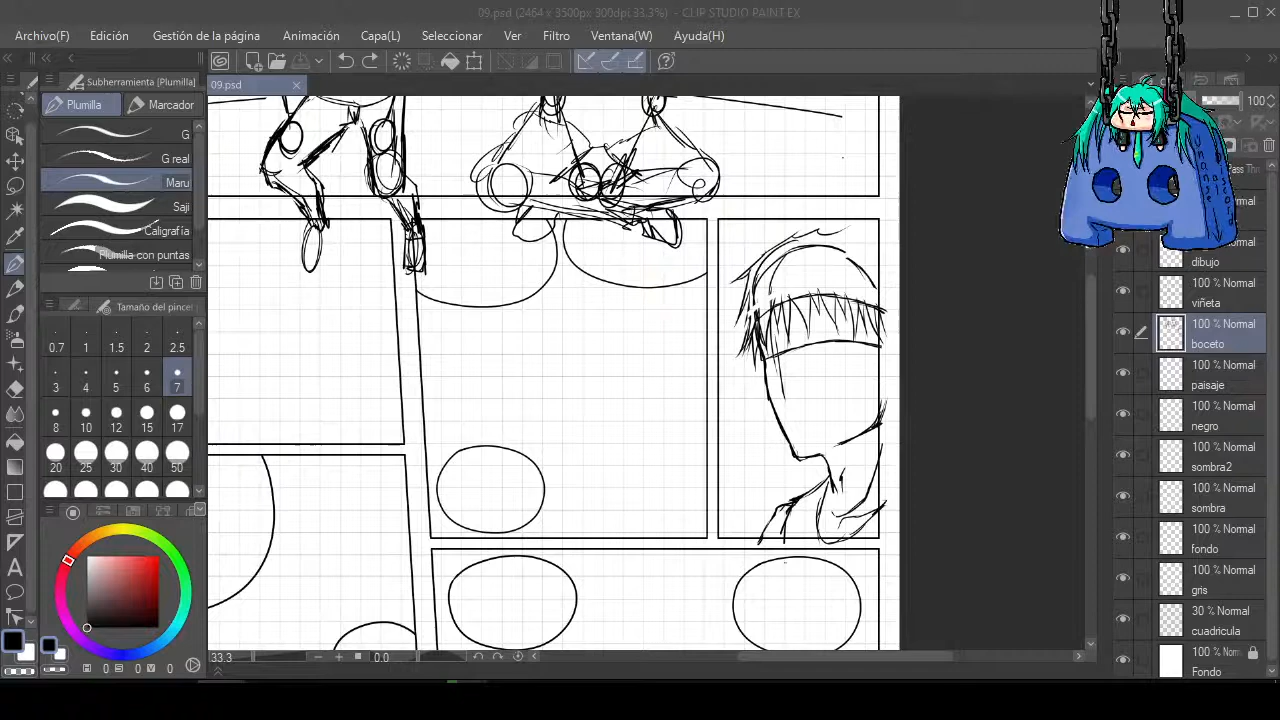 09.psd (2464 x 3500px 300dpi 33.3%) - CLIP STUDIO PAINT EX
Archivo(F) Edición Gestión de la página Animación Capa(L) Seleccionar Ver Filtro Ventana(W) Ayuda(H)
Subherramienta [Plumilla]
09.psd
Plumilla Marcador
100
G
G real
Maru
Saji
Caligrafía
Plumilla con puntas
Tamaño del pince
0.7 1 1.5 2 2.5
3 4 5 6 7
8 10 12 15 17
20 25 30 40 50
dibujo
100 % Normal
viñeta
100 % Normal
boceto
100 % Normal
paisaje
100 % Normal
negro
100 % Normal
sombra2
100 % Normal
sombra
100 % Normal
fondo
100 % Normal
gris
30 % Normal
cuadricula
100 % Norm
Fondo
H 0 S 0 V 0
33.3 0.0